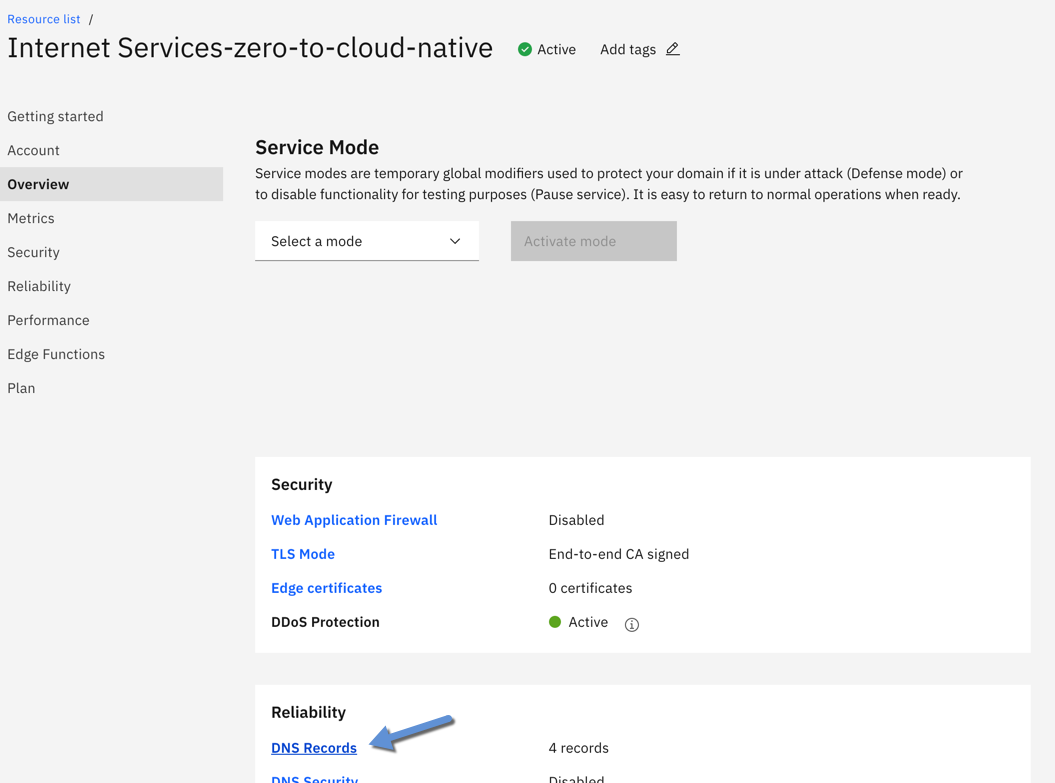 Resource list /
Internet Services-zero-to-cloud-native Active Add tags
Getting started
Account
Overview
Metrics
Security
Reliability
Performance
Edge Functions
Plan
Service Mode
Service modes are temporary global modifiers used to protect your domain if it is under attack (Defense mode) or
to disable functionality for testing purposes (Pause service). It is easy to return to normal operations when ready.
Select a mode Activate mode
Security
Web Application Firewall Disabled
TLS Mode End-to-end CA signed
Edge certificates 0 certificates
DDoS Protection Active
Reliability
DNS Records 4 records
DNS Security Disabled